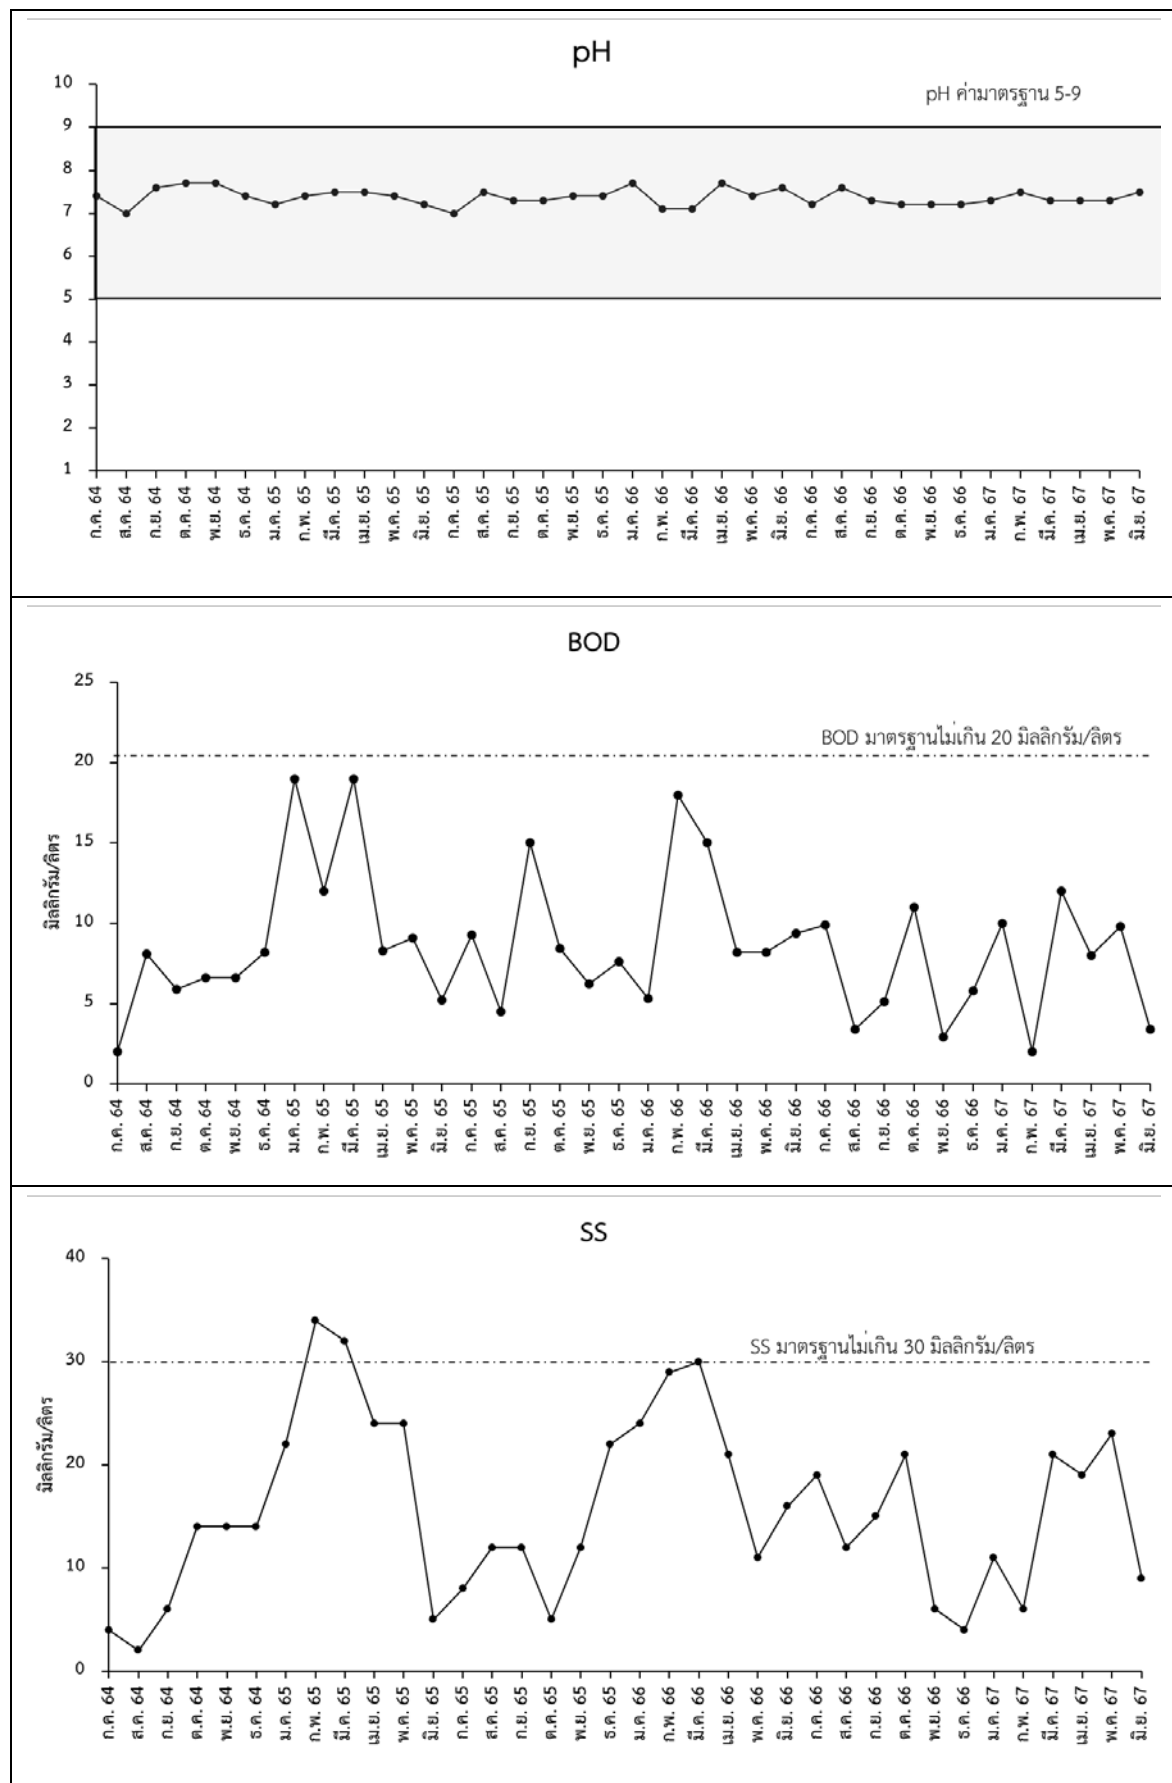 pH
pH ค่ามาตรฐาน 5-9
10
9
8
7
6
5
4
3
2
1
ก.ค. 64
ส.ค. 64
ก.ย. 64
ต.ค. 64
พ.ย. 64
ธ.ค. 64
ม.ค. 65
ก.พ. 65
มี.ค. 65
เม.ย. 65
พ.ค. 65
มิ.ย. 65
ก.ค. 65
ส.ค. 65
ก.ย. 65
ต.ค. 65
พ.ย. 65
ธ.ค. 65
ม.ค. 66
ก.พ. 66
มี.ค. 66
เม.ย. 66
พ.ค. 66
มิ.ย. 66
ก.ค. 66
ส.ค. 66
ก.ย. 66
ต.ค. 66
พ.ย. 66
ธ.ค. 66
ม.ค. 67
ก.พ. 67
มี.ค. 67
เม.ย. 67
พ.ค. 67
มิ.ย. 67
BOD
BOD มาตรฐานไม่เกิน 20 มิลลิกรัม/ลิตร
มิลลิกรัม/ลิตร
25
20
15
10
5
0
ก.ค. 64
ส.ค. 64
ก.ย. 64
ต.ค. 64
พ.ย. 64
ธ.ค. 64
ม.ค. 65
ก.พ. 65
มี.ค. 65
เม.ย. 65
พ.ค. 65
มิ.ย. 65
ก.ค. 65
ส.ค. 65
ก.ย. 65
ต.ค. 65
พ.ย. 65
ธ.ค. 65
ม.ค. 66
ก.พ. 66
มี.ค. 66
เม.ย. 66
พ.ค. 66
มิ.ย. 66
ก.ค. 66
ส.ค. 66
ก.ย. 66
ต.ค. 66
พ.ย. 66
ธ.ค. 66
ม.ค. 67
ก.พ. 67
มี.ค. 67
เม.ย. 67
พ.ค. 67
มิ.ย. 67
SS
SS มาตรฐานไม่เกิน 30 มิลลิกรัม/ลิตร
มิลลิกรัม/ลิตร
40
30
20
10
0
ก.ค. 64
ส.ค. 64
ก.ย. 64
ต.ค. 64
พ.ย. 64
ธ.ค. 64
ม.ค. 65
ก.พ. 65
มี.ค. 65
เม.ย. 65
พ.ค. 65
มิ.ย. 65
ก.ค. 65
ส.ค. 65
ก.ย. 65
ต.ค. 65
พ.ย. 65
ธ.ค. 65
ม.ค. 66
ก.พ. 66
มี.ค. 66
เม.ย. 66
พ.ค. 66
มิ.ย. 66
ก.ค. 66
ส.ค. 66
ก.ย. 66
ต.ค. 66
พ.ย. 66
ธ.ค. 66
ม.ค. 67
ก.พ. 67
มี.ค. 67
เม.ย. 67
พ.ค. 67
มิ.ย. 67